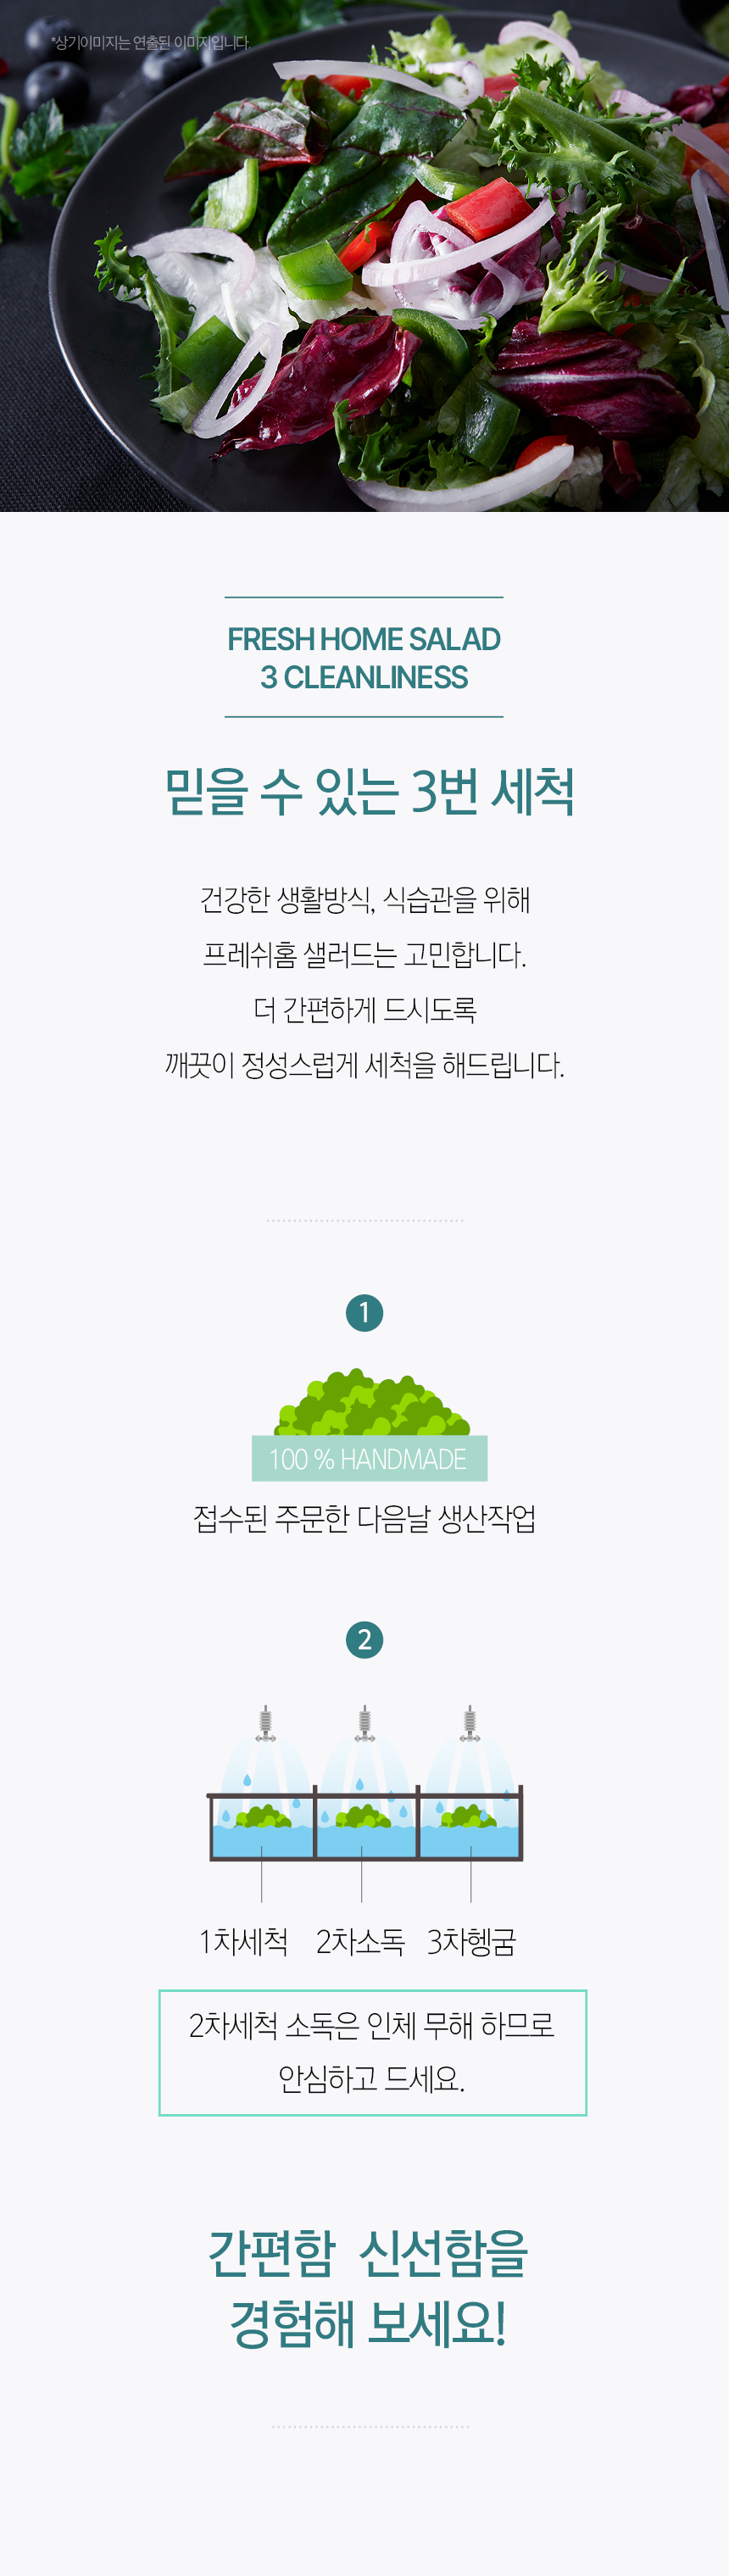 *상기이미지는 연출된 이미지입니다.
FRESH HOME SALAD
3 CLEANLINESS
믿을 수 있는 3번 세척
건강한 생활방식, 식습관을 위해
프레쉬홈 샐러드는 고민합니다.
더 간편하게 드시도록
깨끗이 정성스럽게 세척을 해드립니다.
1
100 % HANDMADE
접수된 주문한 다음날 생산작업
2
1차세척 2차소독 3차헹굼
2차세척 소독은 인체 무해 하므로
안심하고 드세요.
간편함 신선함을
경험해 보세요!